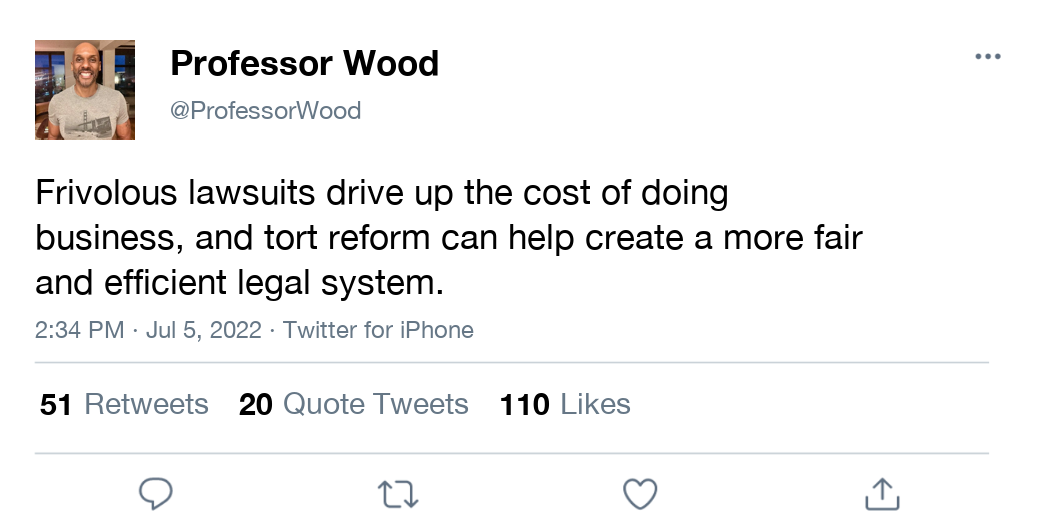 Professor Wood
@ProfessorWood
Frivolous lawsuits drive up the cost of doing
business, and tort reform can help create a more fair
and efficient legal system.
2:34 PM · Jul 5, 2022 · Twitter for iPhone
51 Retweets 20 Quote Tweets 110 Likes